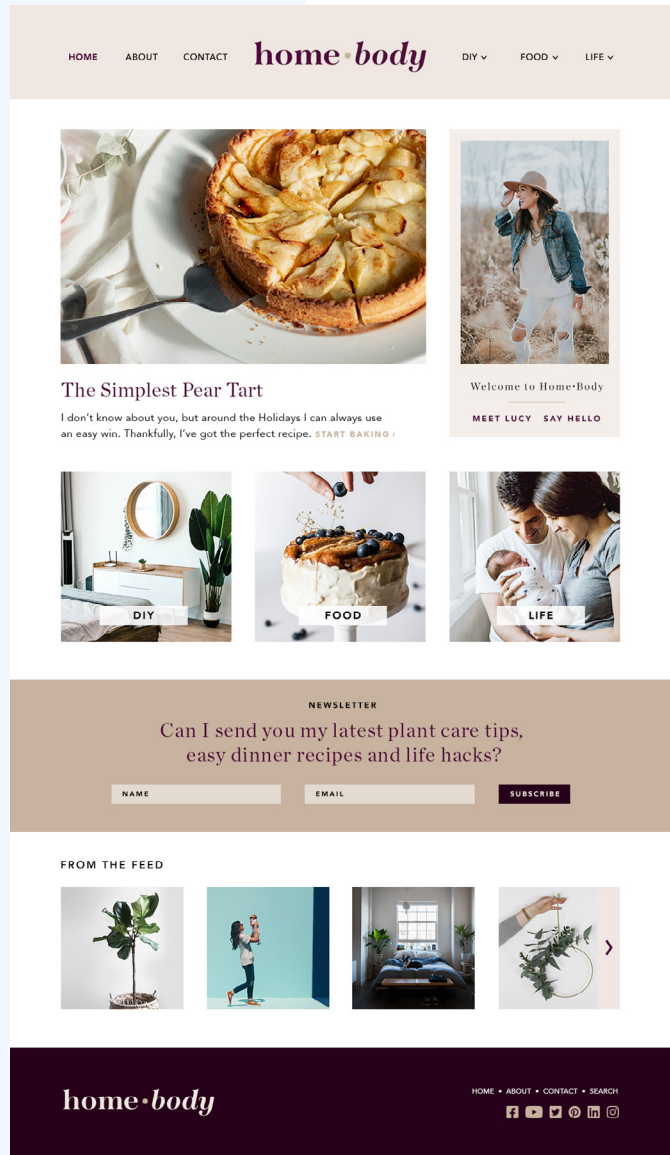 HOME ABOUT CONTACT home•body DIY FOOD LIFE
The Simplest Pear Tart
I don't know about you, but around the Holidays I can always use
an easy win. Thankfully, I've got the perfect recipe. START BAKING ›
Welcome to Home•Body
MEET LUCY SAY HELLO
DIY
FOOD
LIFE
NEWSLETTER
Can I send you my latest plant care tips,
easy dinner recipes and life hacks?
NAME EMAIL SUBSCRIBE
FROM THE FEED
home•body
HOME • ABOUT • CONTACT • SEARCH